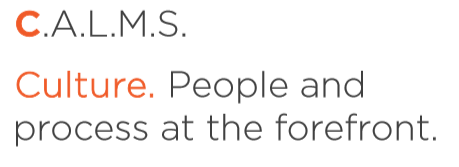 C.A.L.M.S.
Culture. People and
process at the forefront.